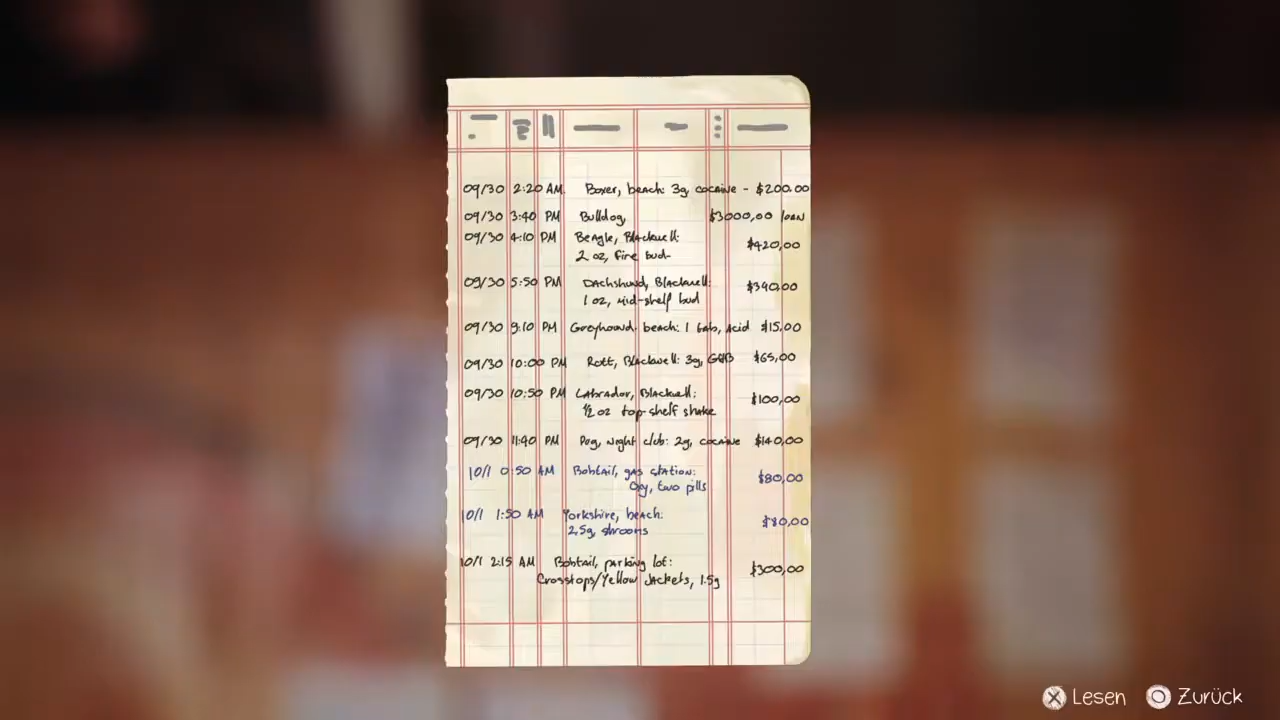 09/30 2:20 AM Boxer, beach: 3g, cocaine - $200.00
09/30 3:40 PM Bulldog, $3000,00 loan
09/30 4:10 PM Beagle, Blackwell: $420,00
2 oz, fire bud-
09/30 5:50 PM Dachshund, Blackwell: $340,00
1 oz, mid-shelf bud
09/30 9:10 PM Greyhound, beach: 1 tab, acid $15.00
09/30 10:00 PM Rott, Blackwell: 3g, GHB $65,00
09/30 10:50 PM Labrador, Blackwell: $100,00
½ oz top-shelf shake
09/30 11:40 PM Pug, night club: 2g, cocaine $140,00
10/1 0:50 AM Bobtail, gas station: $80,00
Oxy, two pills
10/1 1:50 AM Yorkshire, beach:
2,5g, shrooms
10/1 2:15 AM Bobtail, parking lot: $300,00
Crosstops/Yellow Jackets, 1.5g
Lesen
Zurück